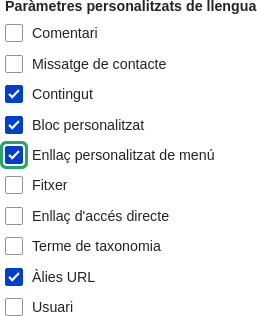 Paràmetres personalitzats de llengua
Comentari
Missatge de contacte
Contingut
Bloc personalitzat
Enllaç personalitzat de menú
Fitxer
Enllaç d'accés directe
Terme de taxonomia
Àlies URL
Usuari